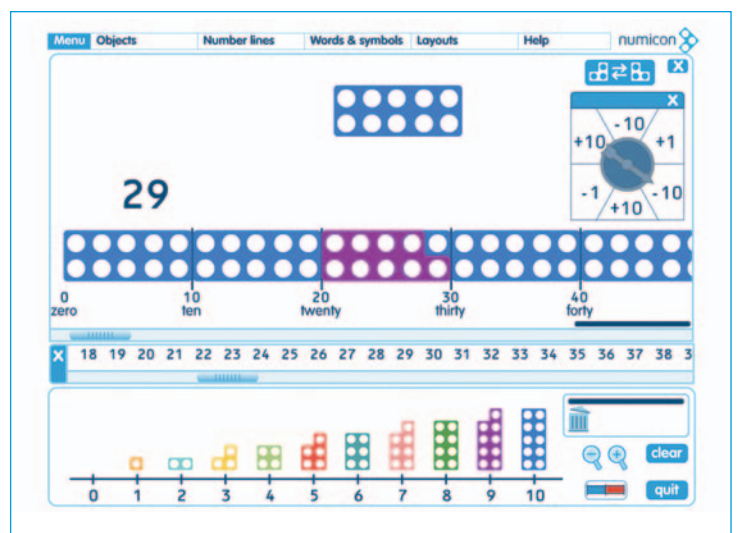 Menu Objects Number lines Words & symbols Layouts Help numicon
X
X
-10
+10 +1
-1 -10
+10
29
0 10 20 30 40
zero ten twenty thirty forty
X 18 19 20 21 22 23 24 25 26 27 28 29 30 31 32 33 34 35 36 37 38 3
clear
0 1 2 3 4 5 6 7 8 9 10
quit